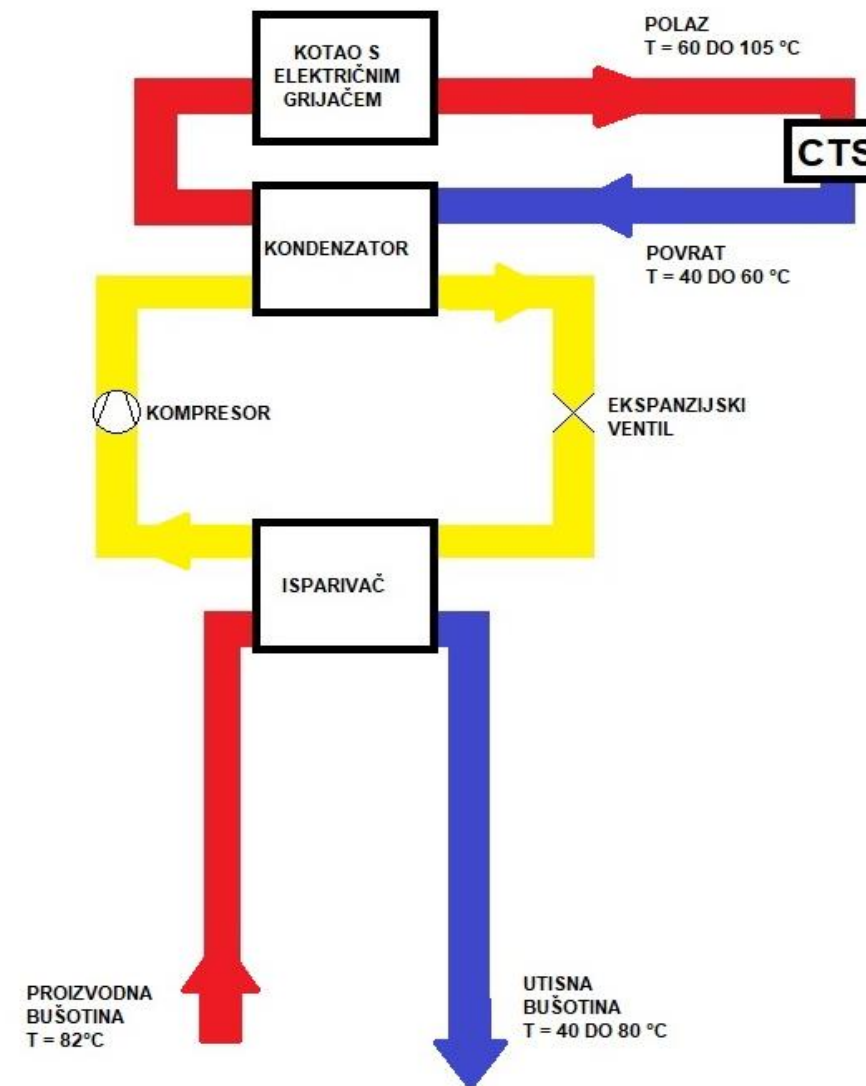 POLAZ
T = 60 DO 105 °C
KOTAO S
ELEKTRIČNIM
GRIJAČEM
CTS
KONDENZATOR
POVRAT
T = 40 DO 60 °C
KOMPRESOR
EKSPANZIJSKI
VENTIL
ISPARIVAČ
PROIZVODNA
BUŠOTINA
T = 82°C
UTISNA
BUŠOTINA
T = 40 DO 80 °C